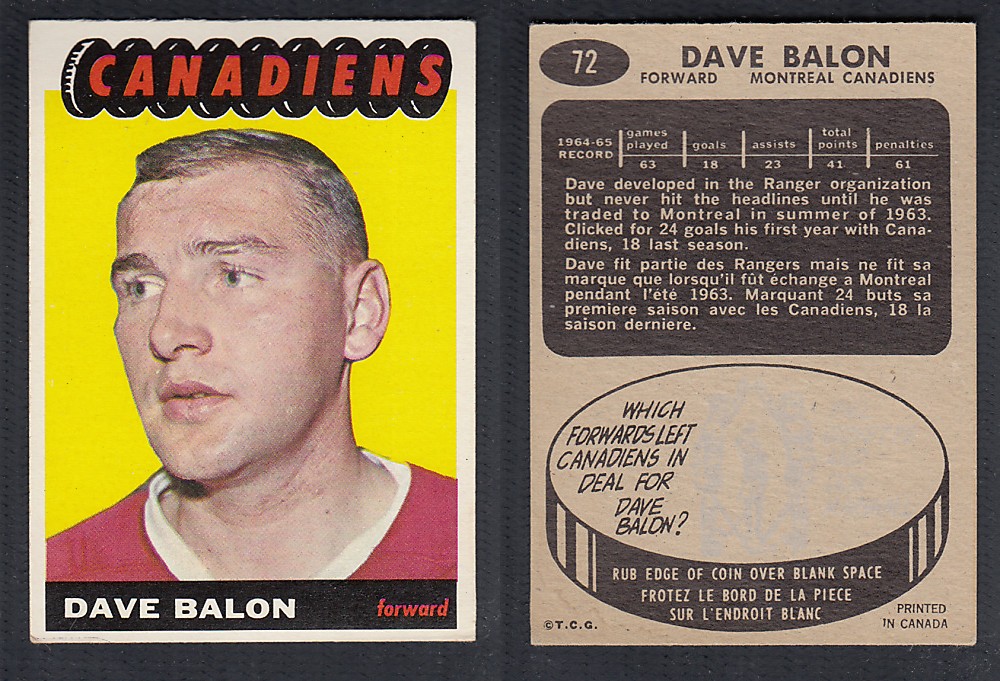 CANADIENS
DAVE BALON
forward
72
DAVE BALON
FORWARD MONTREAL CANADIENS
1964-65 RECORD games played goals assists total points penalties
63 18 23 41 61
Dave developed in the Ranger organization
but never hit the headlines until he was
traded to Montreal in summer of 1963.
Clicked for 24 goals his first year with Cana-
diens, 18 last season.
Dave fit partie des Rangers mais ne fit sa
marque que lorsqu'il fût échange a Montreal
pendant l'été 1963. Marquant 24 buts sa
premiere saison avec les Canadiens, 18 la
saison derniere.
WHICH
FORWARDS LEFT
CANADIENS IN
DEAL FOR
DAVE
BALON?
RUB EDGE OF COIN OVER BLANK SPACE
FROTEZ LE BORD DE LA PIECE
SUR L'ENDROIT BLANC
©T.C.G.
PRINTED
IN CANADA